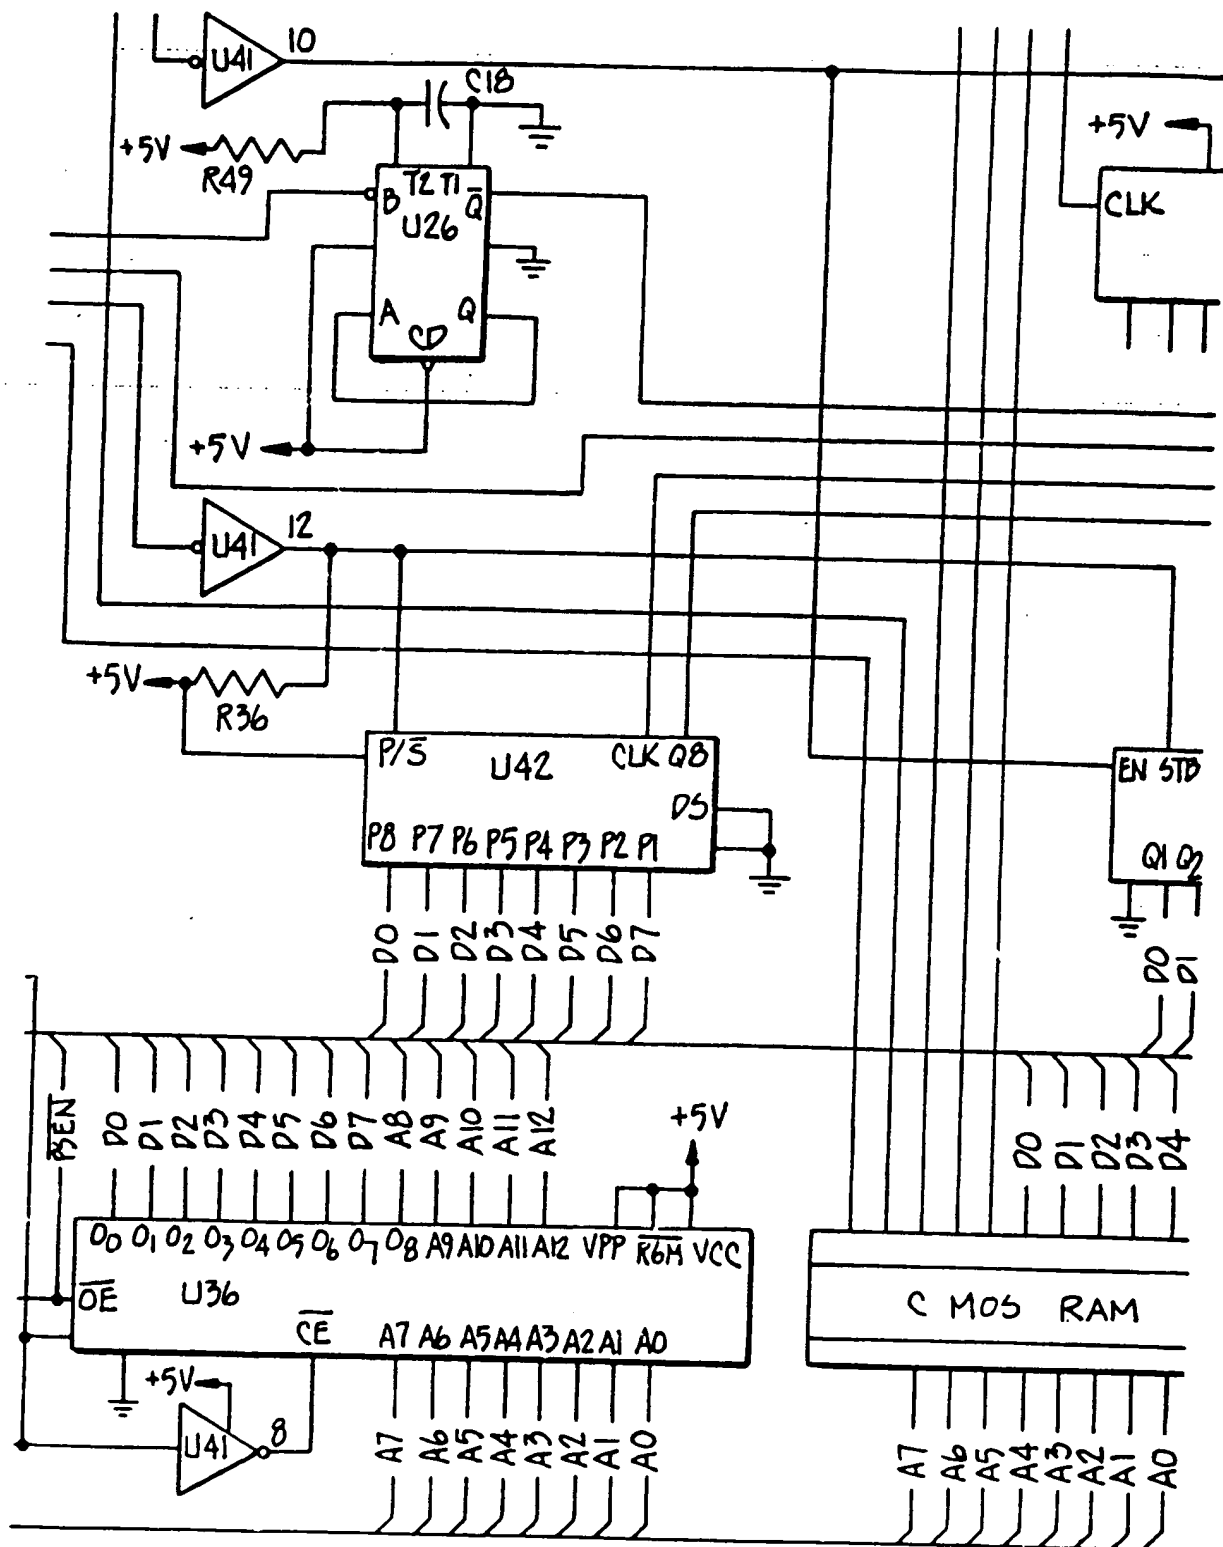 U41 10
C18
+5V
R49
+5V
CLK
B T2 T1 Q̅
U26
A Q
CD
+5V
U41 12
+5V
R36
P/S̅ U42 CLK Q8
DS
P8 P7 P6 P5 P4 P3 P2 P1
EN STB
Q1 Q2
D0 D1 D2 D3 D4 D5 D6 D7
D0 D1
P̅S̅E̅N̅ D0 D1 D2 D3 D4 D5 D6 D7 A8 A9 A10 A11 A12
+5V
D0 D1 D2 D3 D4
O0 O1 O2 O3 O4 O5 O6 O7 O8 A9 A10 A11 A12 VPP P̅G̅M̅ VCC
O̅E̅ U36
C̅E̅
A7 A6 A5 A4 A3 A2 A1 A0
C MOS RAM
+5V
U41 8
A7 A6 A5 A4 A3 A2 A1 A0
A7 A6 A5 A4 A3 A2 A1 A0